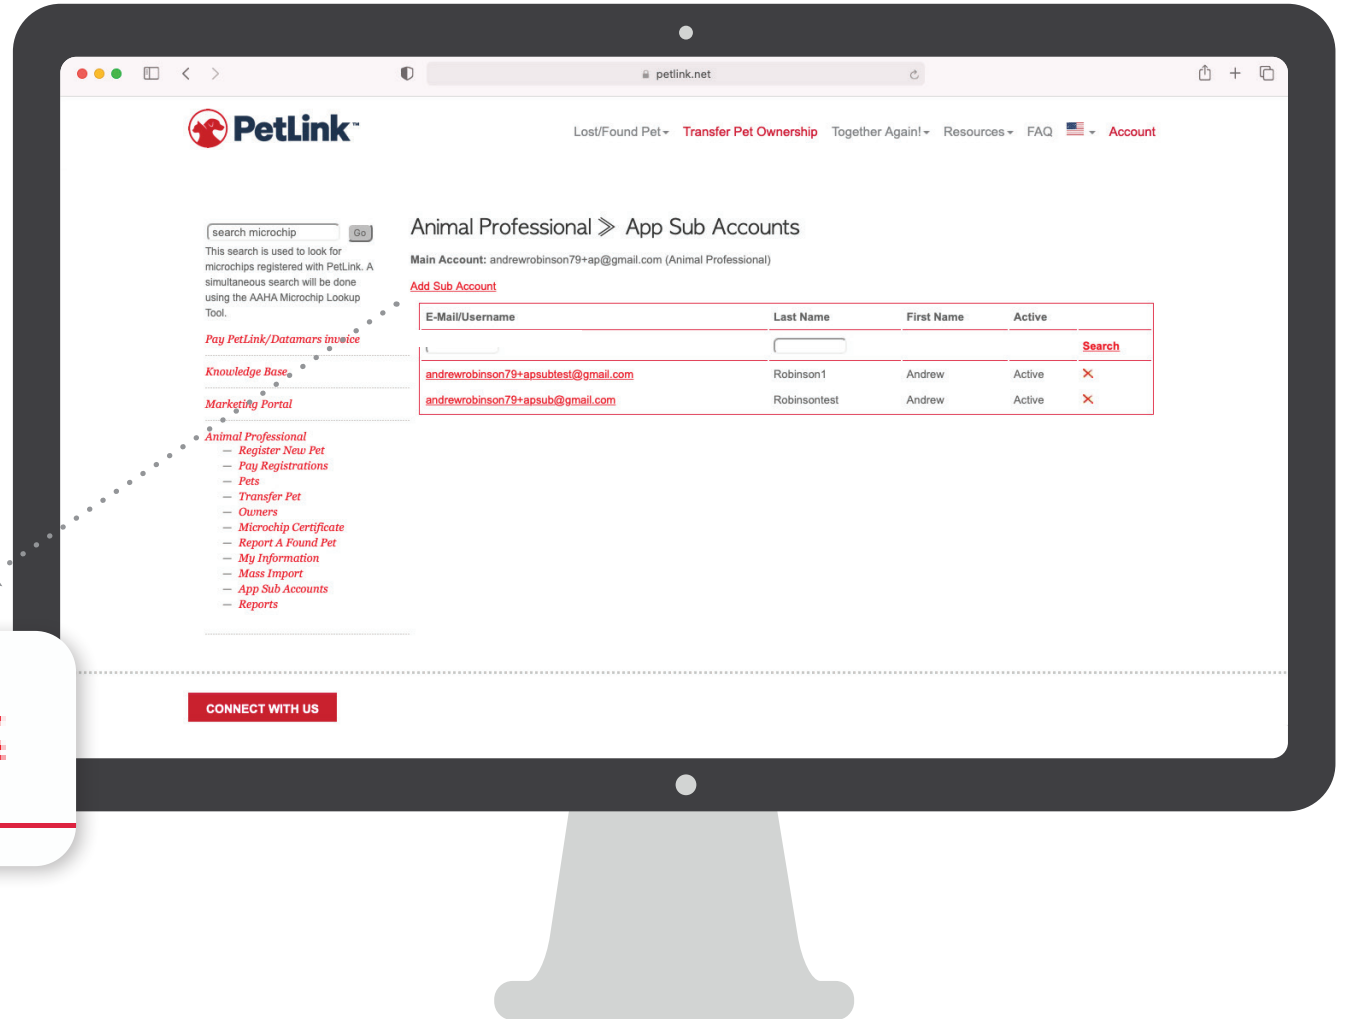 petlink.net
PetLink™
Lost/Found Pet Transfer Pet Ownership Together Again! Resources FAQ Account
search microchip Go
This search is used to look for
microchips registered with PetLink. A
simultaneous search will be done
using the AAHA Microchip Lookup
Tool.
Pay PetLink/Datamars invoice
Knowledge Base
Marketing Portal
Animal Professional
— Register New Pet
— Pay Registrations
— Pets
— Transfer Pet
— Owners
— Microchip Certificate
— Report A Found Pet
— My Information
— Mass Import
— App Sub Accounts
— Reports
Animal Professional ≫ App Sub Accounts
Main Account: andrewrobinson79+ap@gmail.com (Animal Professional)
Add Sub Account
E-Mail/Username Last Name First Name Active
Search
andrewrobinson79+apsubtest@gmail.com Robinson1 Andrew Active
andrewrobinson79+apsub@gmail.com Robinsontest Andrew Active
CONNECT WITH US